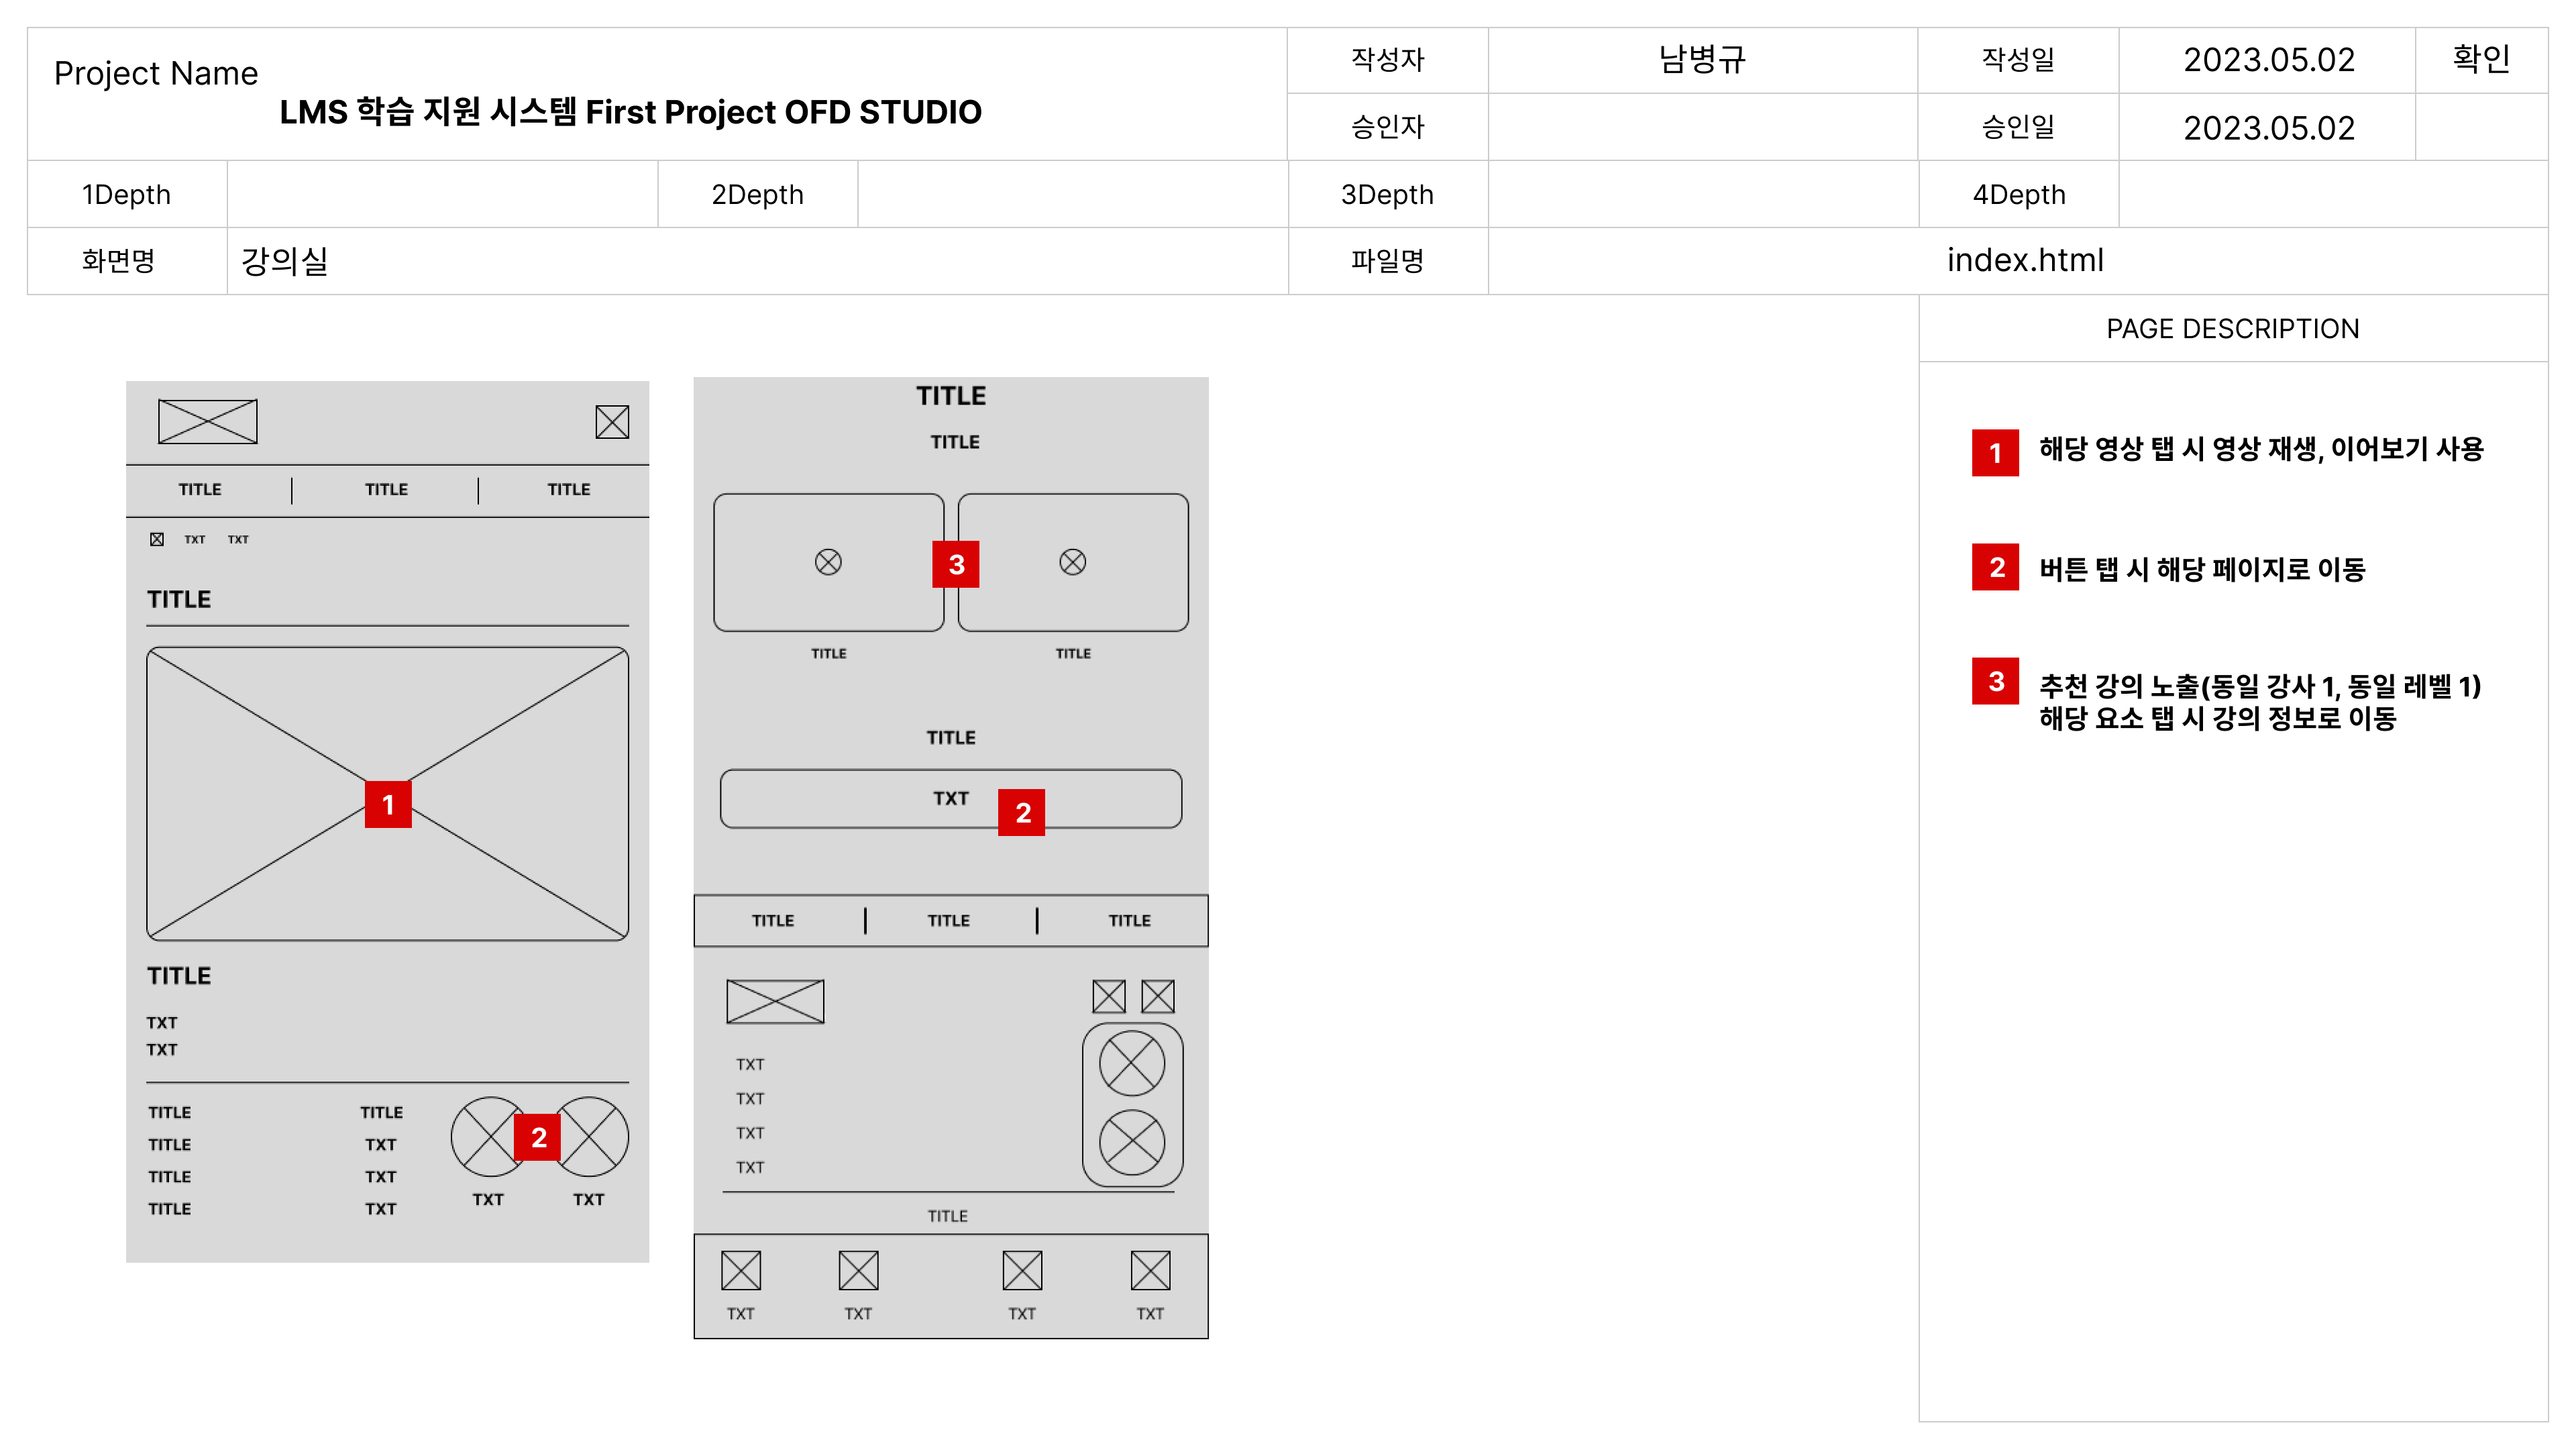 Project Name
LMS 학습 지원 시스템 First Project OFD STUDIO
작성자 남병규 작성일 2023.05.02 확인
승인자 승인일 2023.05.02
1Depth 2Depth 3Depth 4Depth
화면명 강의실 파일명 index.html
TITLE TITLE TITLE
TXT TXT
TITLE
1
TITLE
TXT
TXT
TITLE TITLE
TITLE TXT
TITLE TXT
TITLE TXT
2
TXT TXT
TITLE
TITLE
3
TITLE TITLE
TITLE
TXT
2
TITLE TITLE TITLE
TXT
TXT
TXT
TXT
TITLE
TXT TXT TXT TXT
PAGE DESCRIPTION
1 해당 영상 탭 시 영상 재생, 이어보기 사용
2 버튼 탭 시 해당 페이지로 이동
3 추천 강의 노출(동일 강사 1, 동일 레벨 1)
해당 요소 탭 시 강의 정보로 이동